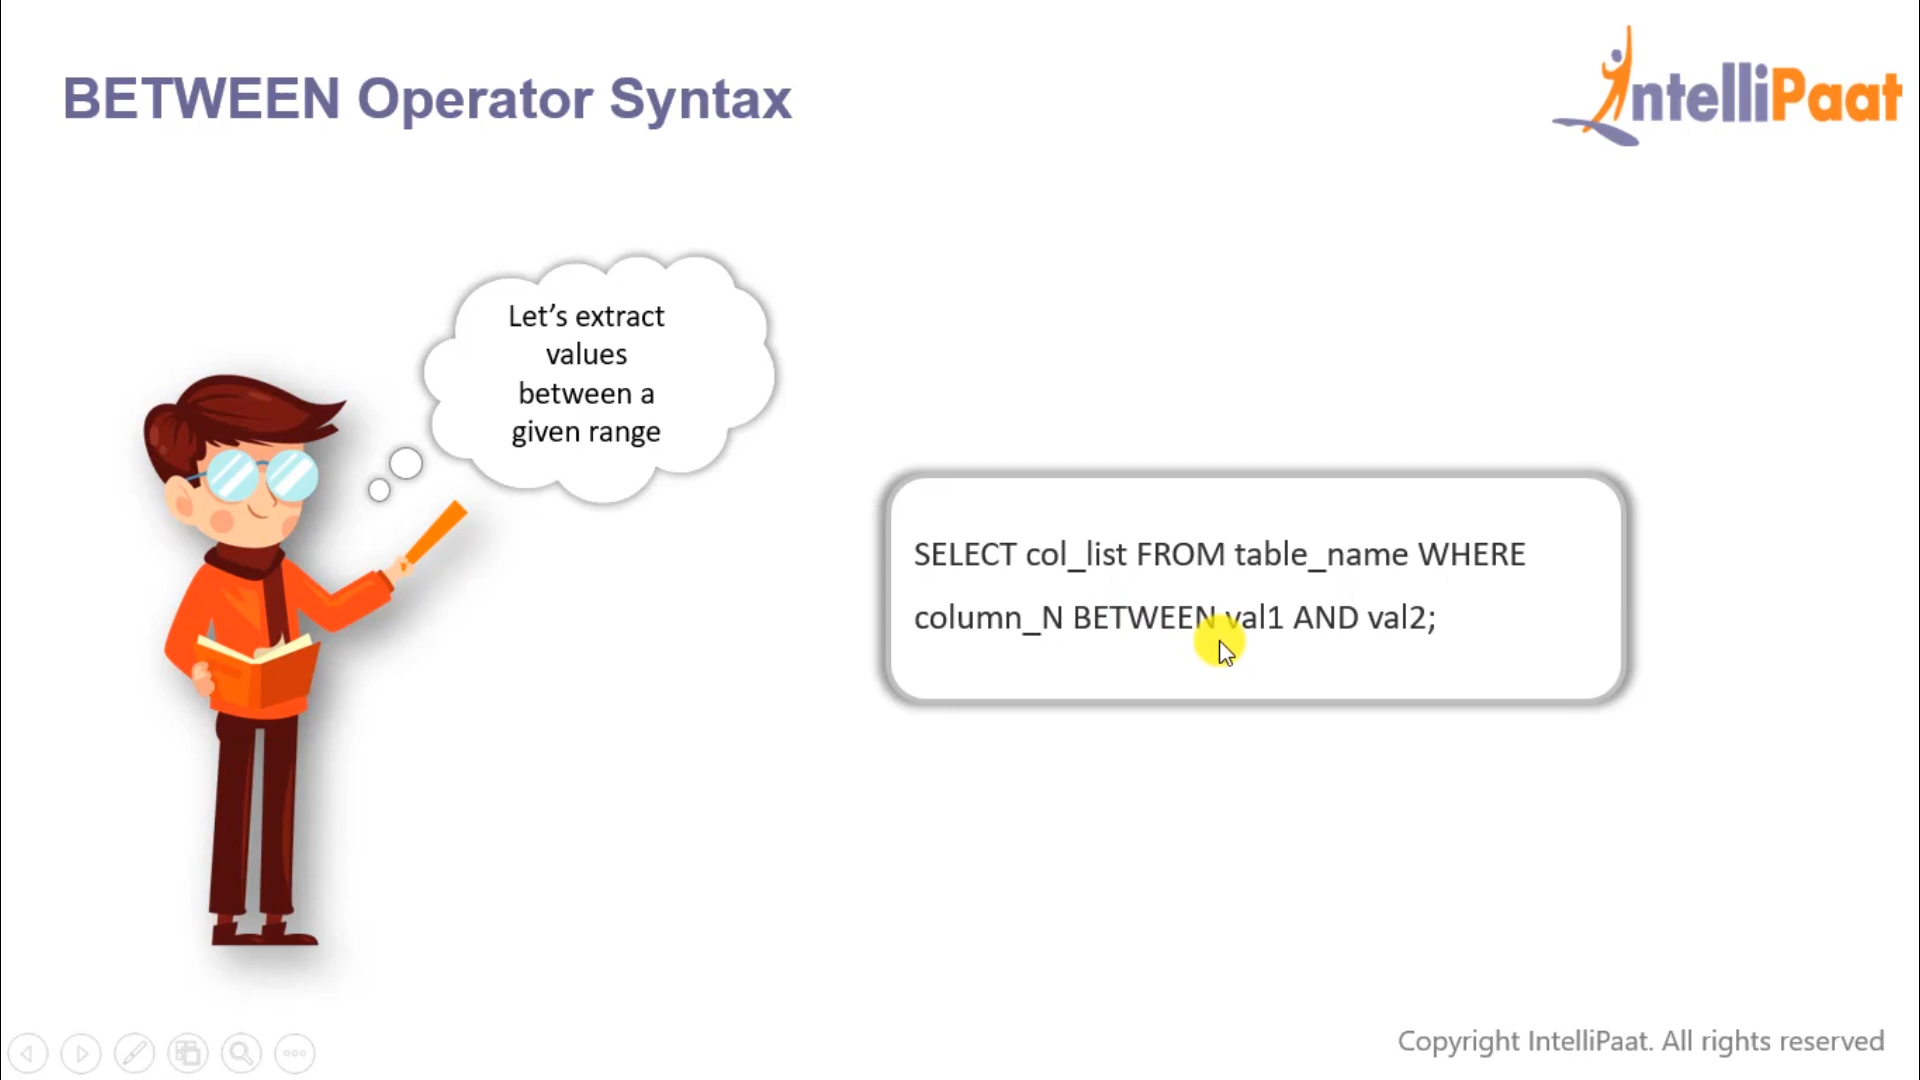 BETWEEN Operator Syntax
IntelliPaat
Let’s extract
values
between a
given range
SELECT col_list FROM table_name WHERE
column_N BETWEEN val1 AND val2;
Copyright IntelliPaat. All rights reserved